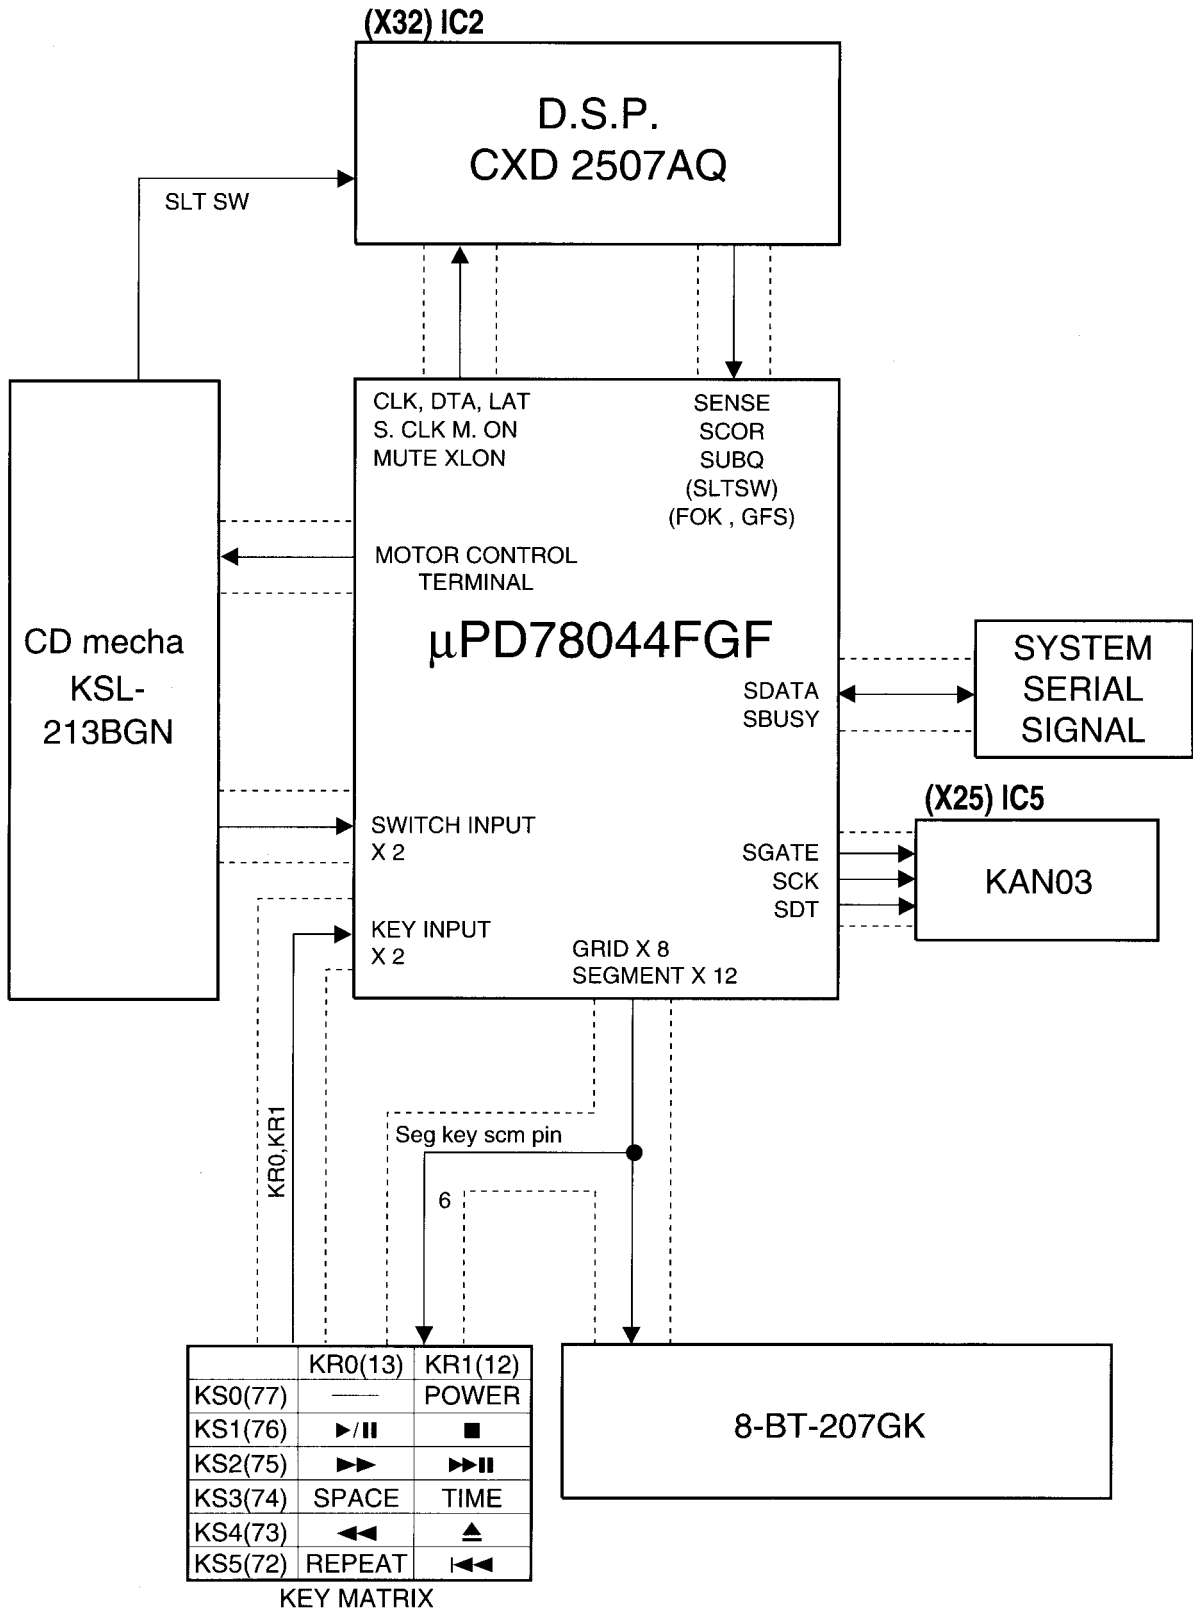 (X32) IC2
D.S.P.
CXD 2507AQ
SLT SW
CLK, DTA, LAT
S. CLK M. ON
MUTE XLON
SENSE
SCOR
SUBQ
(SLTSW)
(FOK , GFS)
MOTOR CONTROL
TERMINAL
CD mecha
KSL-
213BGN
µPD78044FGF
SDATA
SBUSY
SYSTEM
SERIAL
SIGNAL
(X25) IC5
SWITCH INPUT
X 2
SGATE
SCK
SDT
KAN03
KEY INPUT
X 2
GRID X 8
SEGMENT X 12
KR0,KR1
Seg key scm pin
6
KR0(13) KR1(12)
KS0(77) — POWER
KS1(76) ▶/II ■
KS2(75) ▶▶ ▶▶II
KS3(74) SPACE TIME
KS4(73) ◀◀ ⏏
KS5(72) REPEAT I◀◀
KEY MATRIX
8-BT-207GK